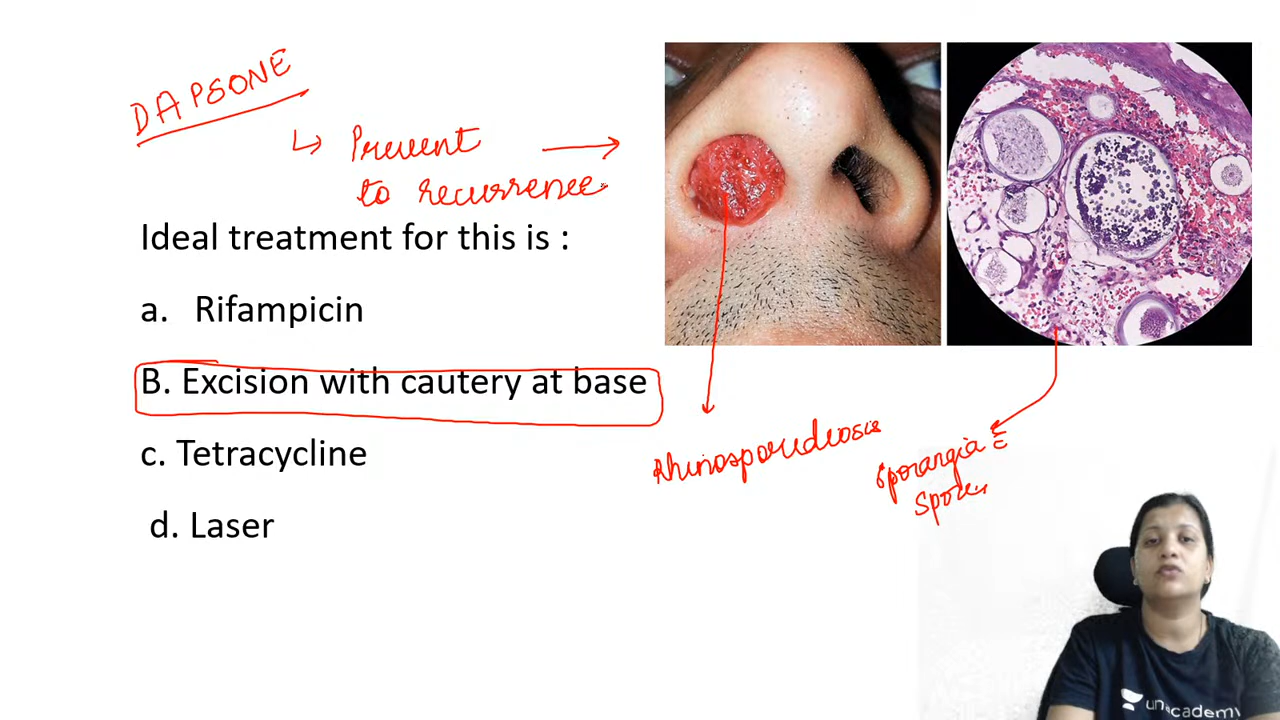 DAPSONE
↳ Prevent →
to recurrence
Ideal treatment for this is :
a. Rifampicin
B. Excision with cautery at base
c. Tetracycline
d. Laser
Rhinosporidiosis
Sporangia c̄
Spores
unacademy